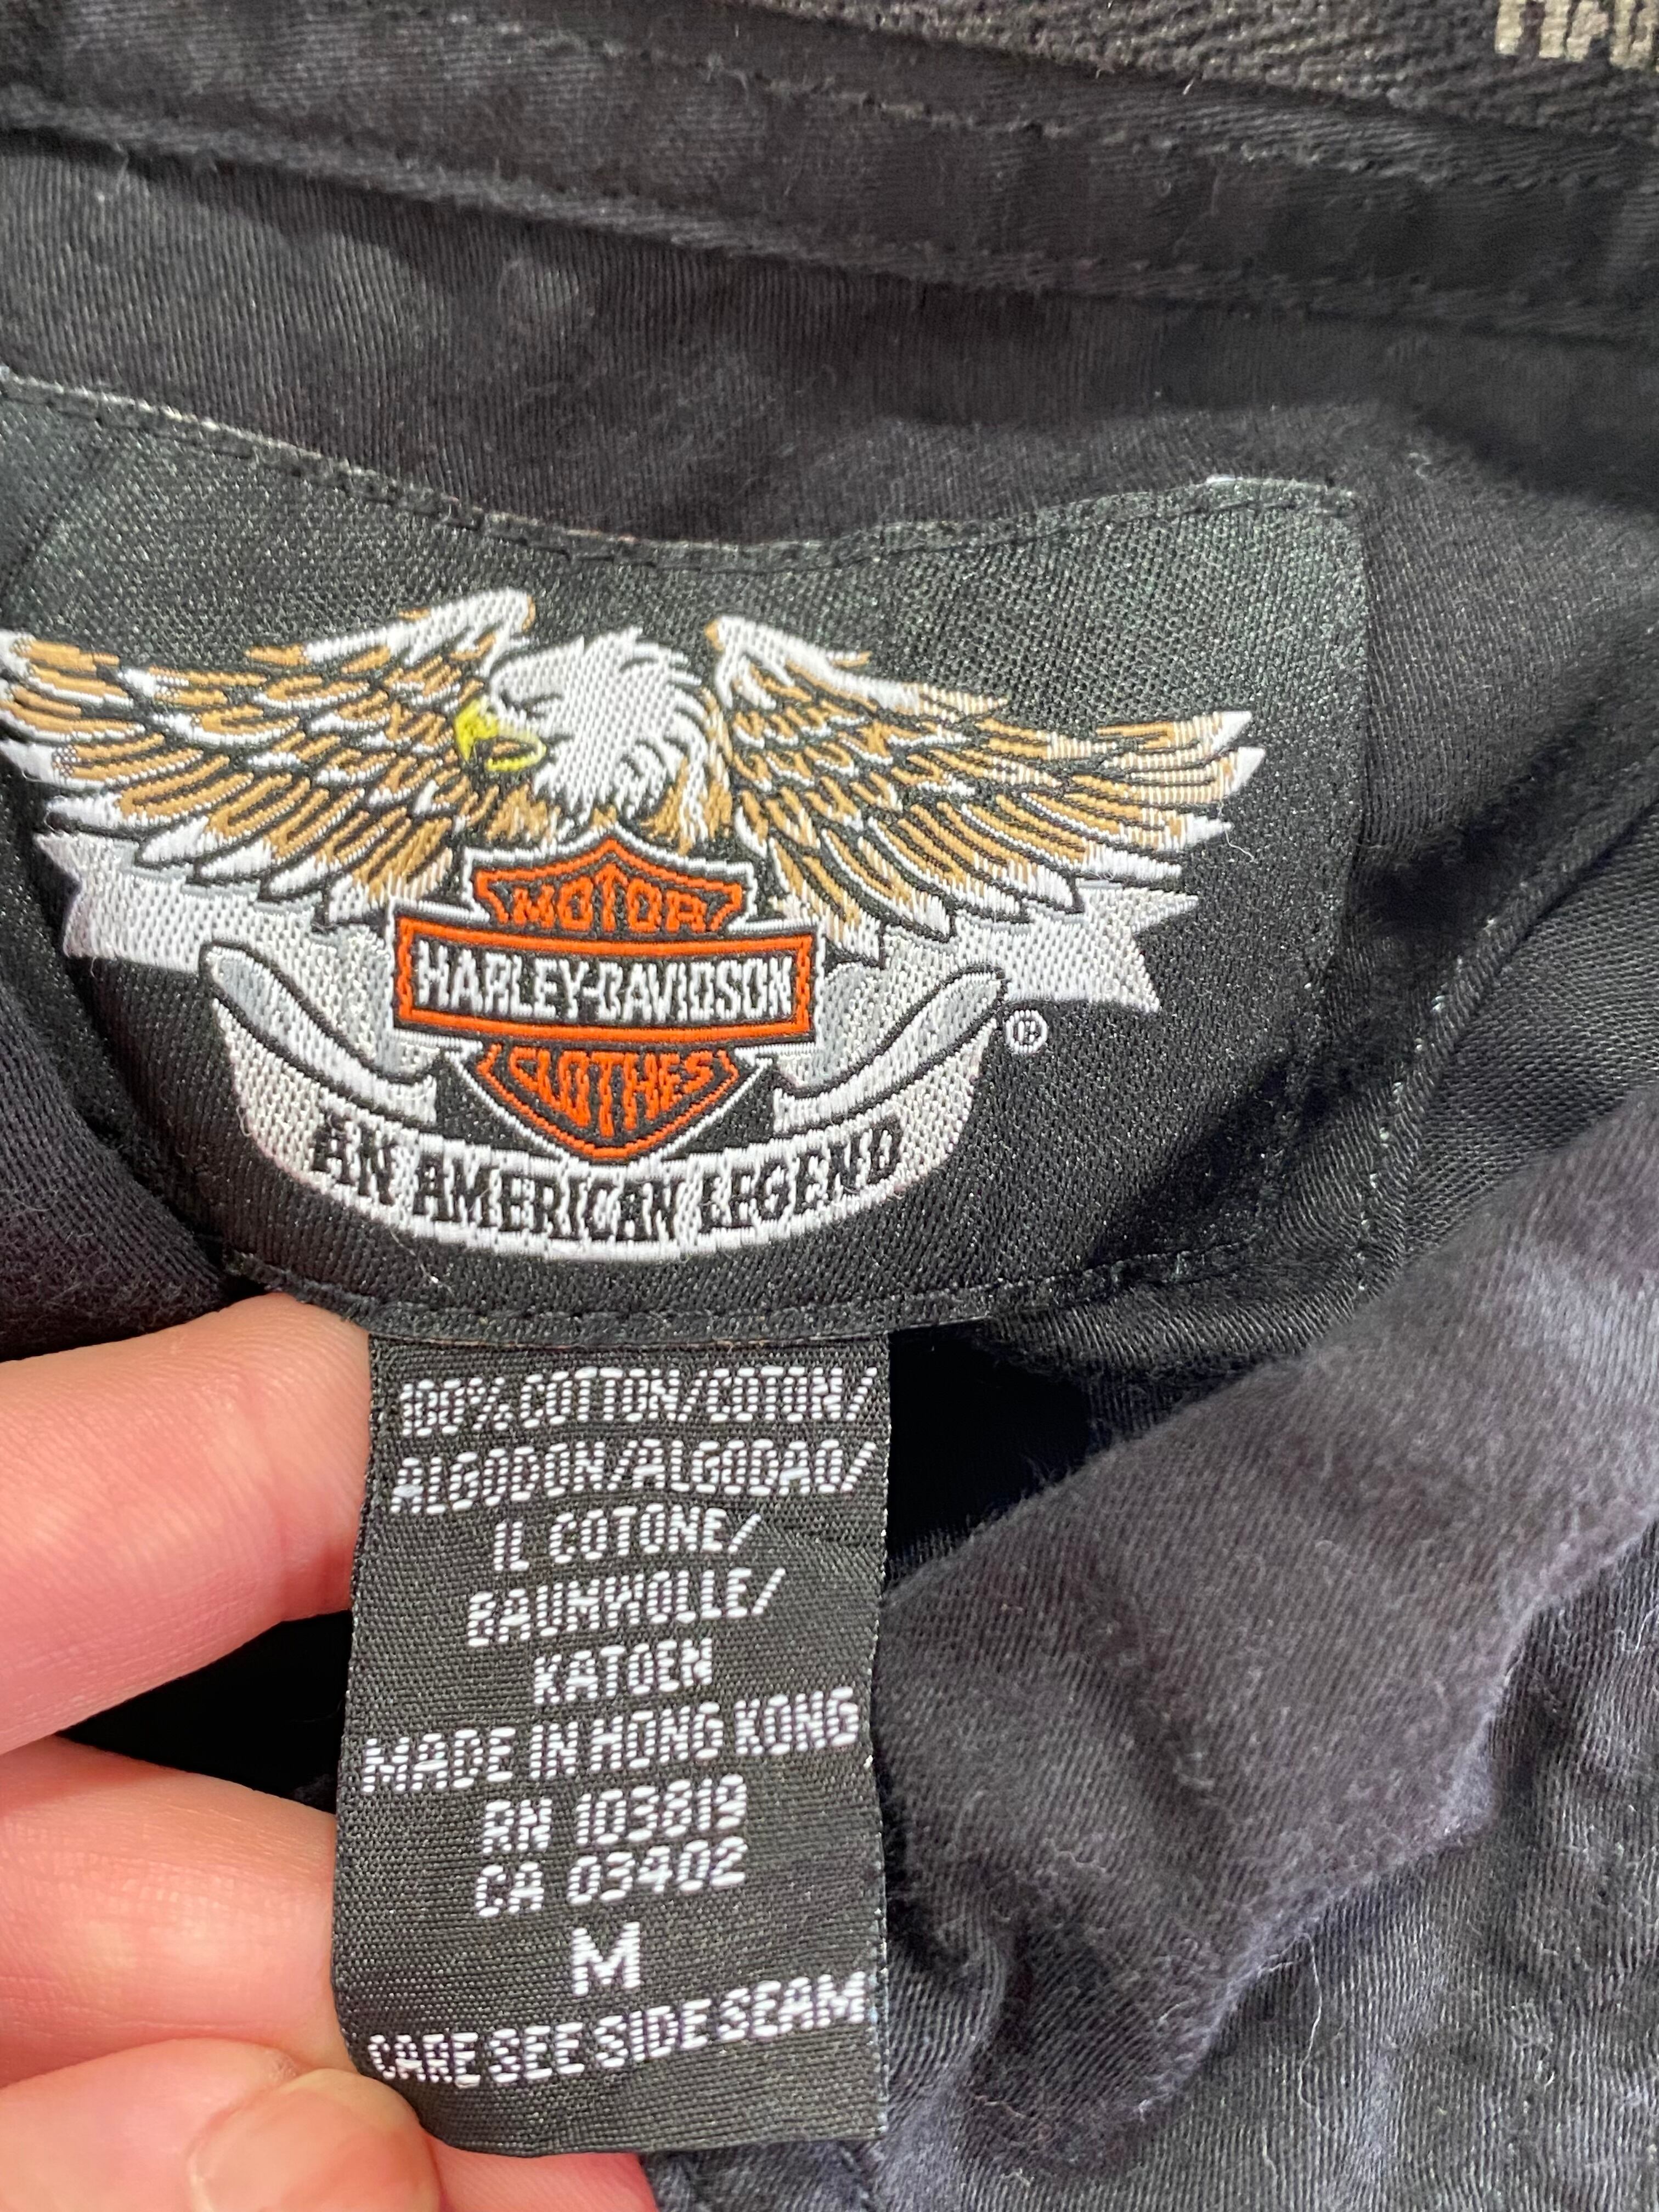 MOTOR
HARLEY-DAVIDSON
CLOTHES
®
AN AMERICAN LEGEND
100% COTTON/COTON/
ALGODON/ALGODAO/
IL COTONE/
BAUMWOLLE/
KATOEN
MADE IN HONG KONG
RN 103819
CA 03402
M
CARE SEE SIDE SEAM